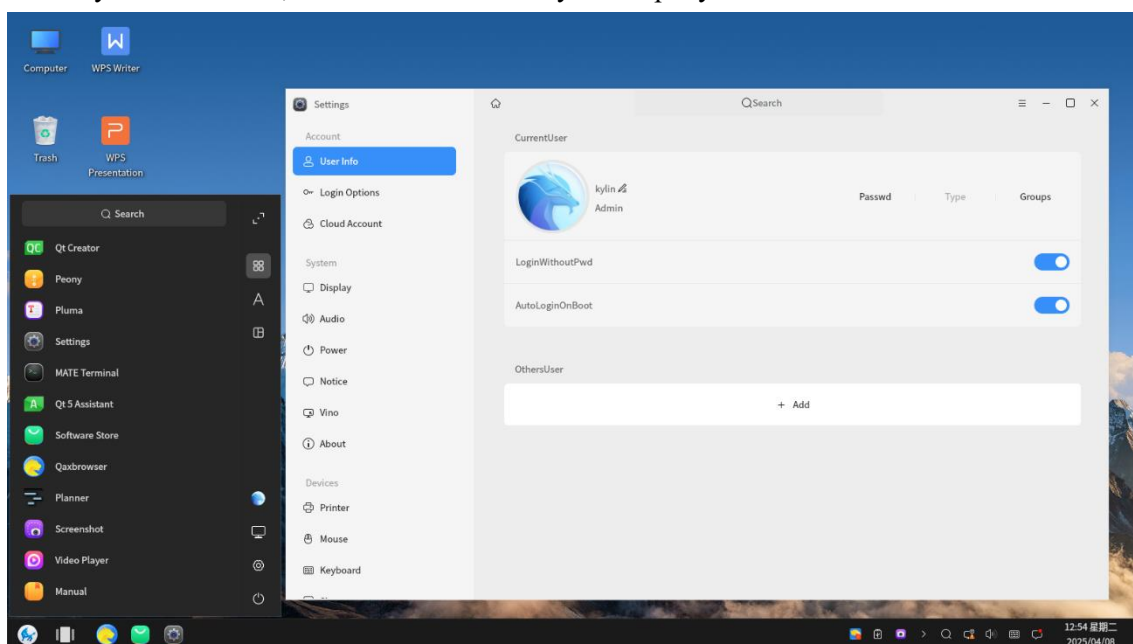 Computer
WPS Writer
Trash
WPS
Presentation
Search
Qt Creator
Peony
Pluma
Settings
MATE Terminal
Qt 5 Assistant
Software Store
Qaxbrowser
Planner
Screenshot
Video Player
Manual
Settings
Search
Account
User Info
Login Options
Cloud Account
System
Display
Audio
Power
Notice
Vino
About
Devices
Printer
Mouse
Keyboard
CurrentUser
kylin
Admin
Passwd
Type
Groups
LoginWithoutPwd
AutoLoginOnBoot
OthersUser
+ Add
12:54 星期二
2025/04/08